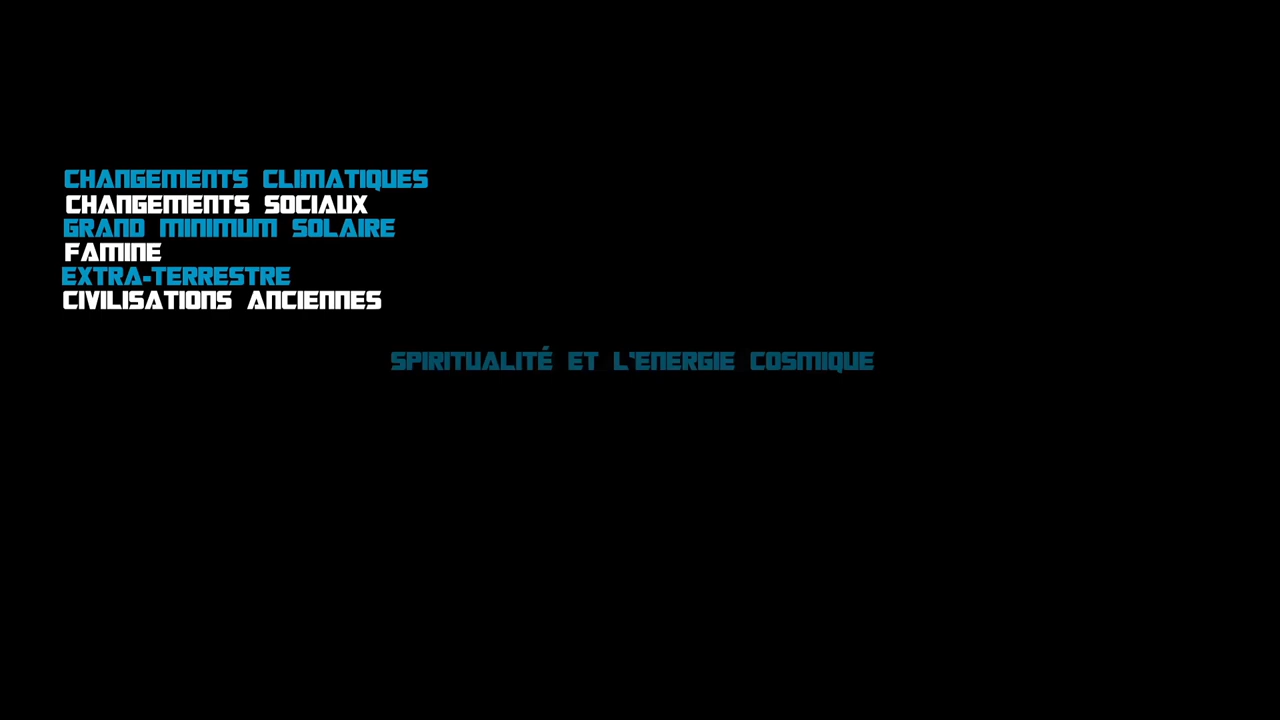 CHANGEMENTS CLIMATIQUES
CHANGEMENTS SOCIAUX
GRAND MINIMUM SOLAIRE
FAMINE
EXTRA-TERRESTRE
CIVILISATIONS ANCIENNES
SPIRITUALITÉ ET L'ENERGIE COSMIQUE